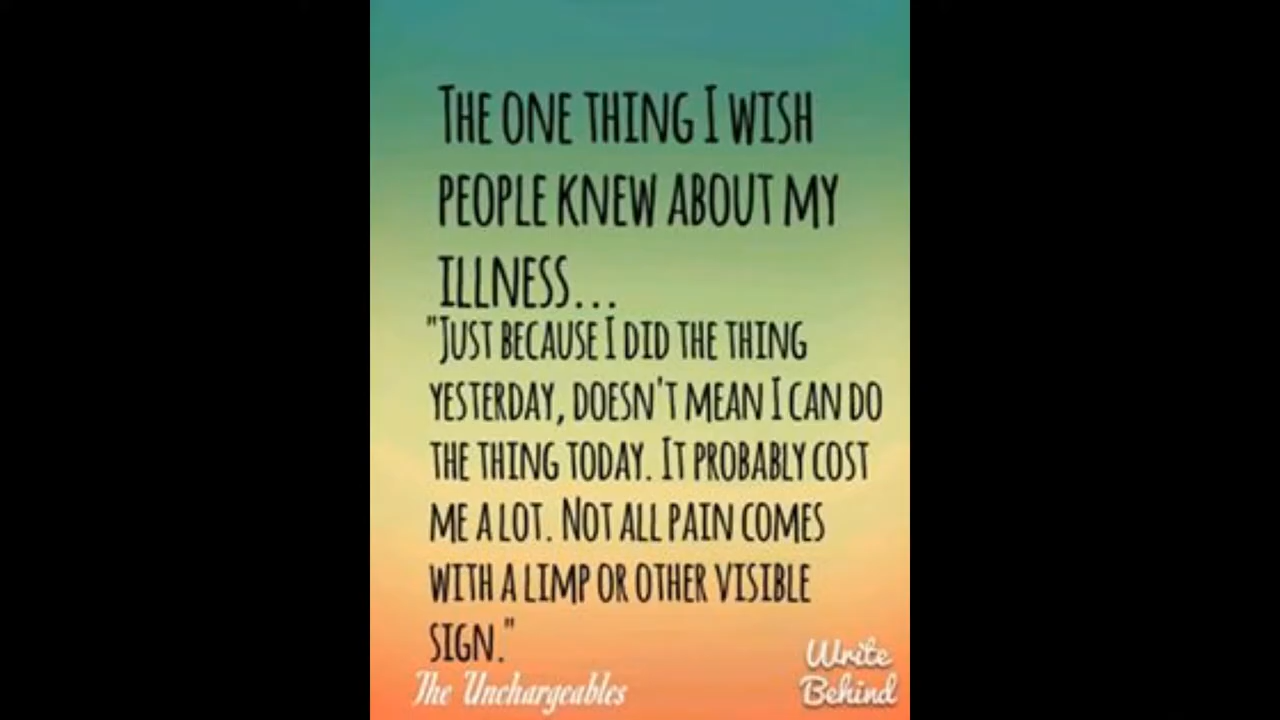 THE ONE THING I WISH
PEOPLE KNEW ABOUT MY
ILLNESS...
"JUST BECAUSE I DID THE THING
YESTERDAY, DOESN'T MEAN I CAN DO
THE THING TODAY. IT PROBABLY COST
ME A LOT. NOT ALL PAIN COMES
WITH A LIMP OR OTHER VISIBLE
SIGN."
The Unchargeables
Write
Behind